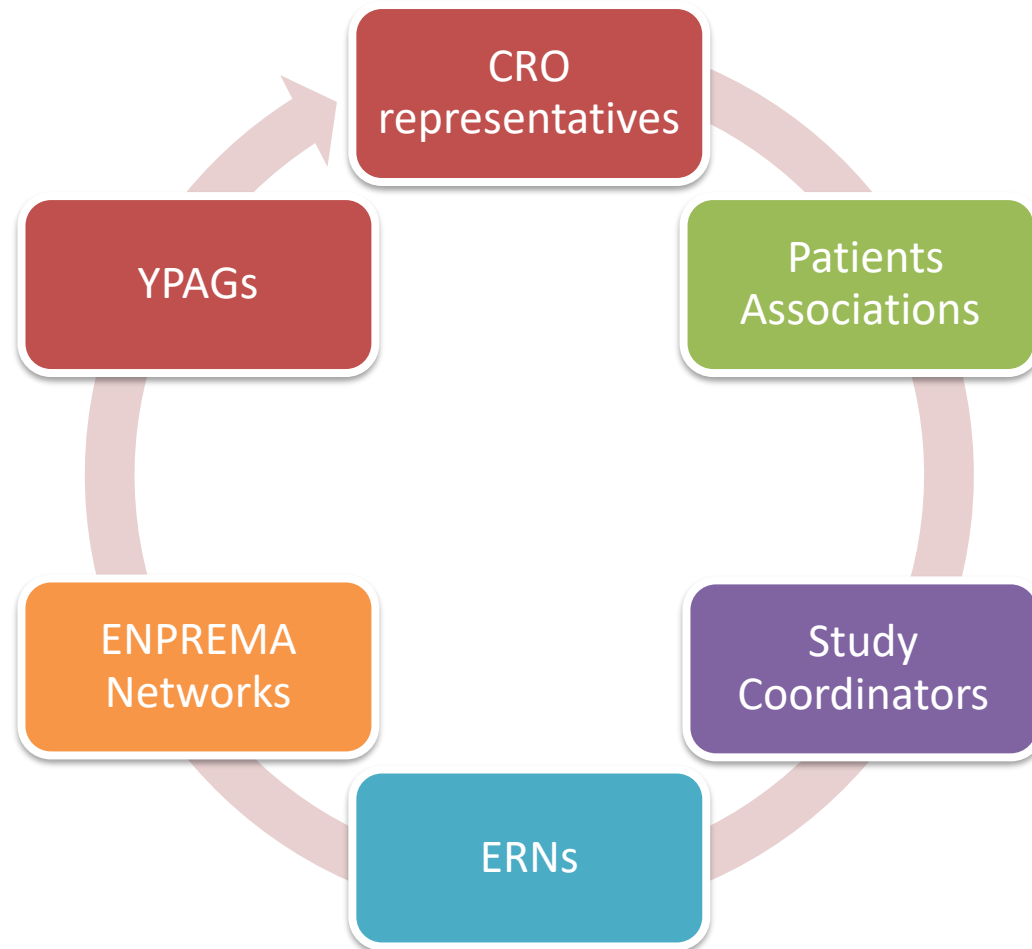 CRO
representatives
Patients
Associations
Study
Coordinators
ERNs
ENPREMA
Networks
YPAGs